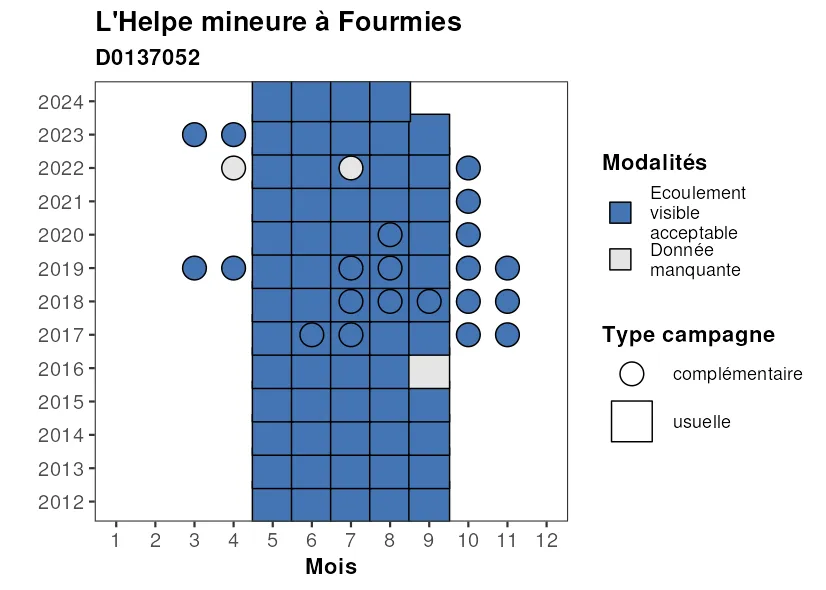 L'Helpe mineure à Fourmies
D0137052
2024
2023
2022
2021
2020
2019
2018
2017
2016
2015
2014
2013
2012
1 2 3 4 5 6 7 8 9 10 11 12
Mois
Modalités
Ecoulement
visible
acceptable
Donnée
manquante
Type campagne
complémentaire
usuelle